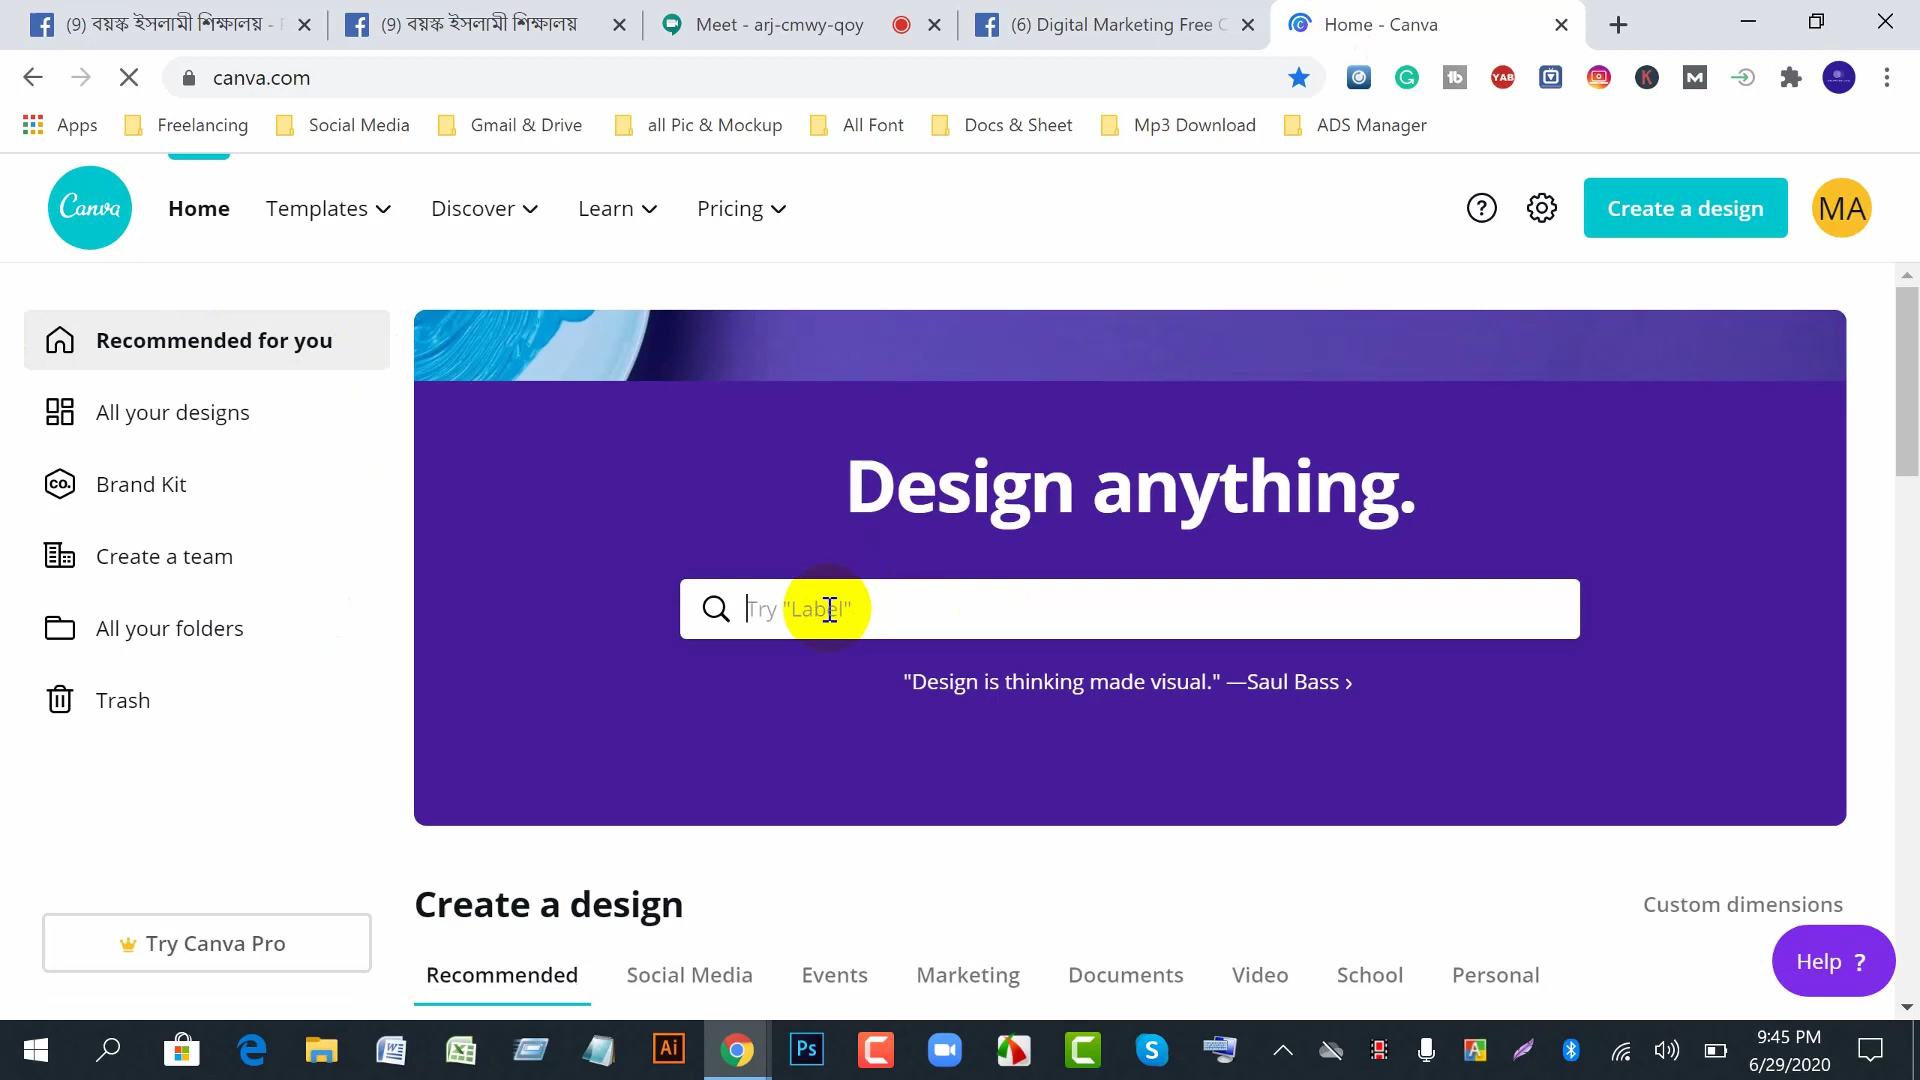 (9) বয়স্ক ইসলামী শিক্ষালয় -
(9) বয়স্ক ইসলামী শিক্ষালয়
Meet - arj-cmwy-qoy
(6) Digital Marketing Free C
Home - Canva
canva.com
YAB
Apps
Freelancing
Social Media
Gmail & Drive
all Pic & Mockup
All Font
Docs & Sheet
Mp3 Download
ADS Manager
Canva
Home
Templates
Discover
Learn
Pricing
Create a design
MA
Recommended for you
All your designs
CO.
Brand Kit
Create a team
All your folders
Trash
Try Canva Pro
Design anything.
Try "Label"
"Design is thinking made visual." —Saul Bass ›
Create a design
Custom dimensions
Recommended
Social Media
Events
Marketing
Documents
Video
School
Personal
Help ?
Ai
Ps
9:45 PM
6/29/2020